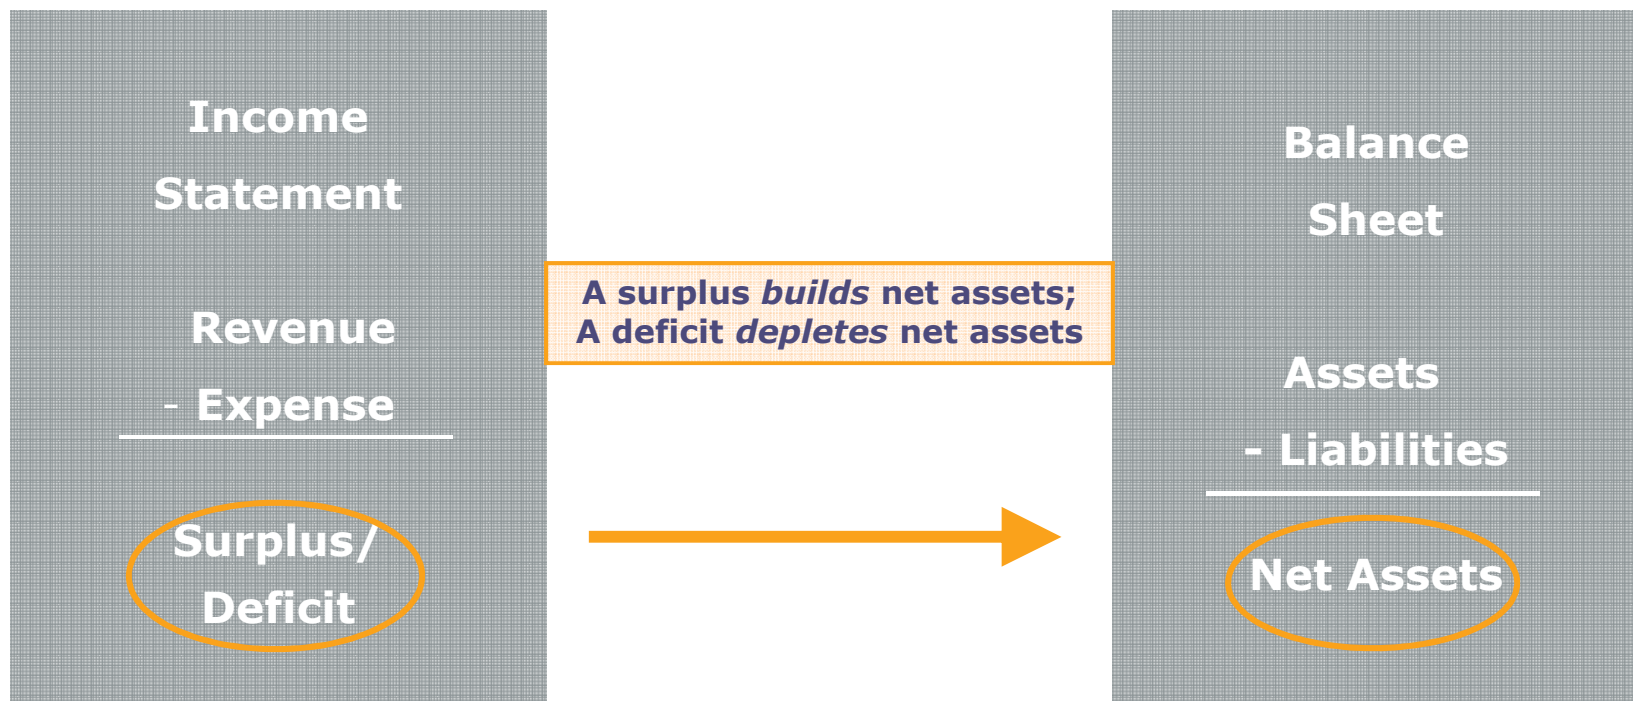 Income
Statement
Revenue
- Expense
Surplus/
Deficit
A surplus builds net assets;
A deficit depletes net assets
Balance
Sheet
Assets
- Liabilities
Net Assets